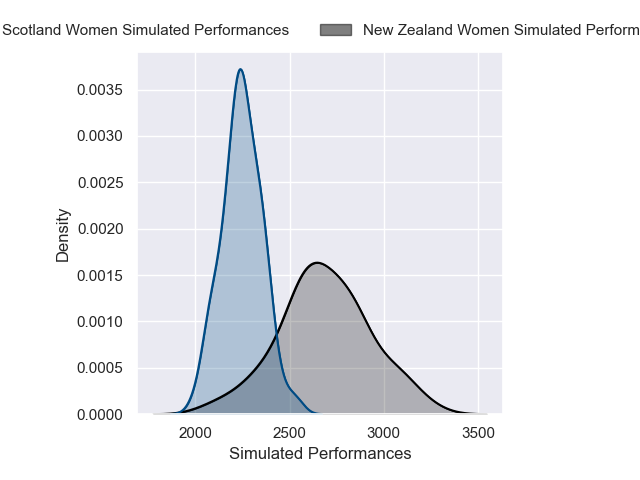 Scotland Women Simulated Performances
New Zealand Women Simulated Perform
0.0035
0.0030
0.0025
0.0020
0.0015
0.0010
0.0005
0.0000
Density
2000 2500 3000 3500
Simulated Performances